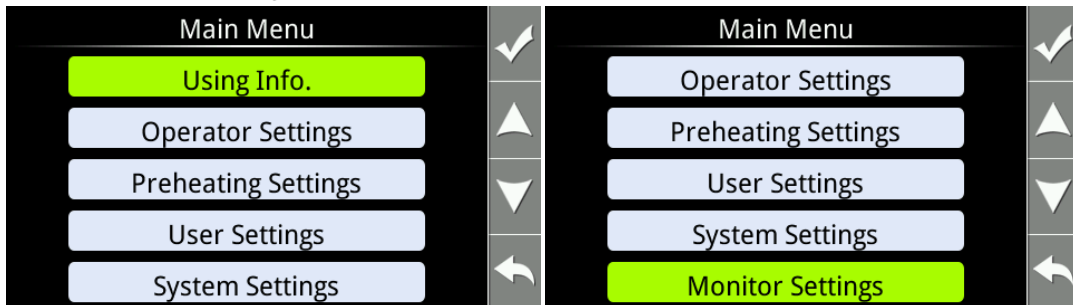 Main Menu
Using Info.
Operator Settings
Preheating Settings
User Settings
System Settings
Main Menu
Operator Settings
Preheating Settings
User Settings
System Settings
Monitor Settings